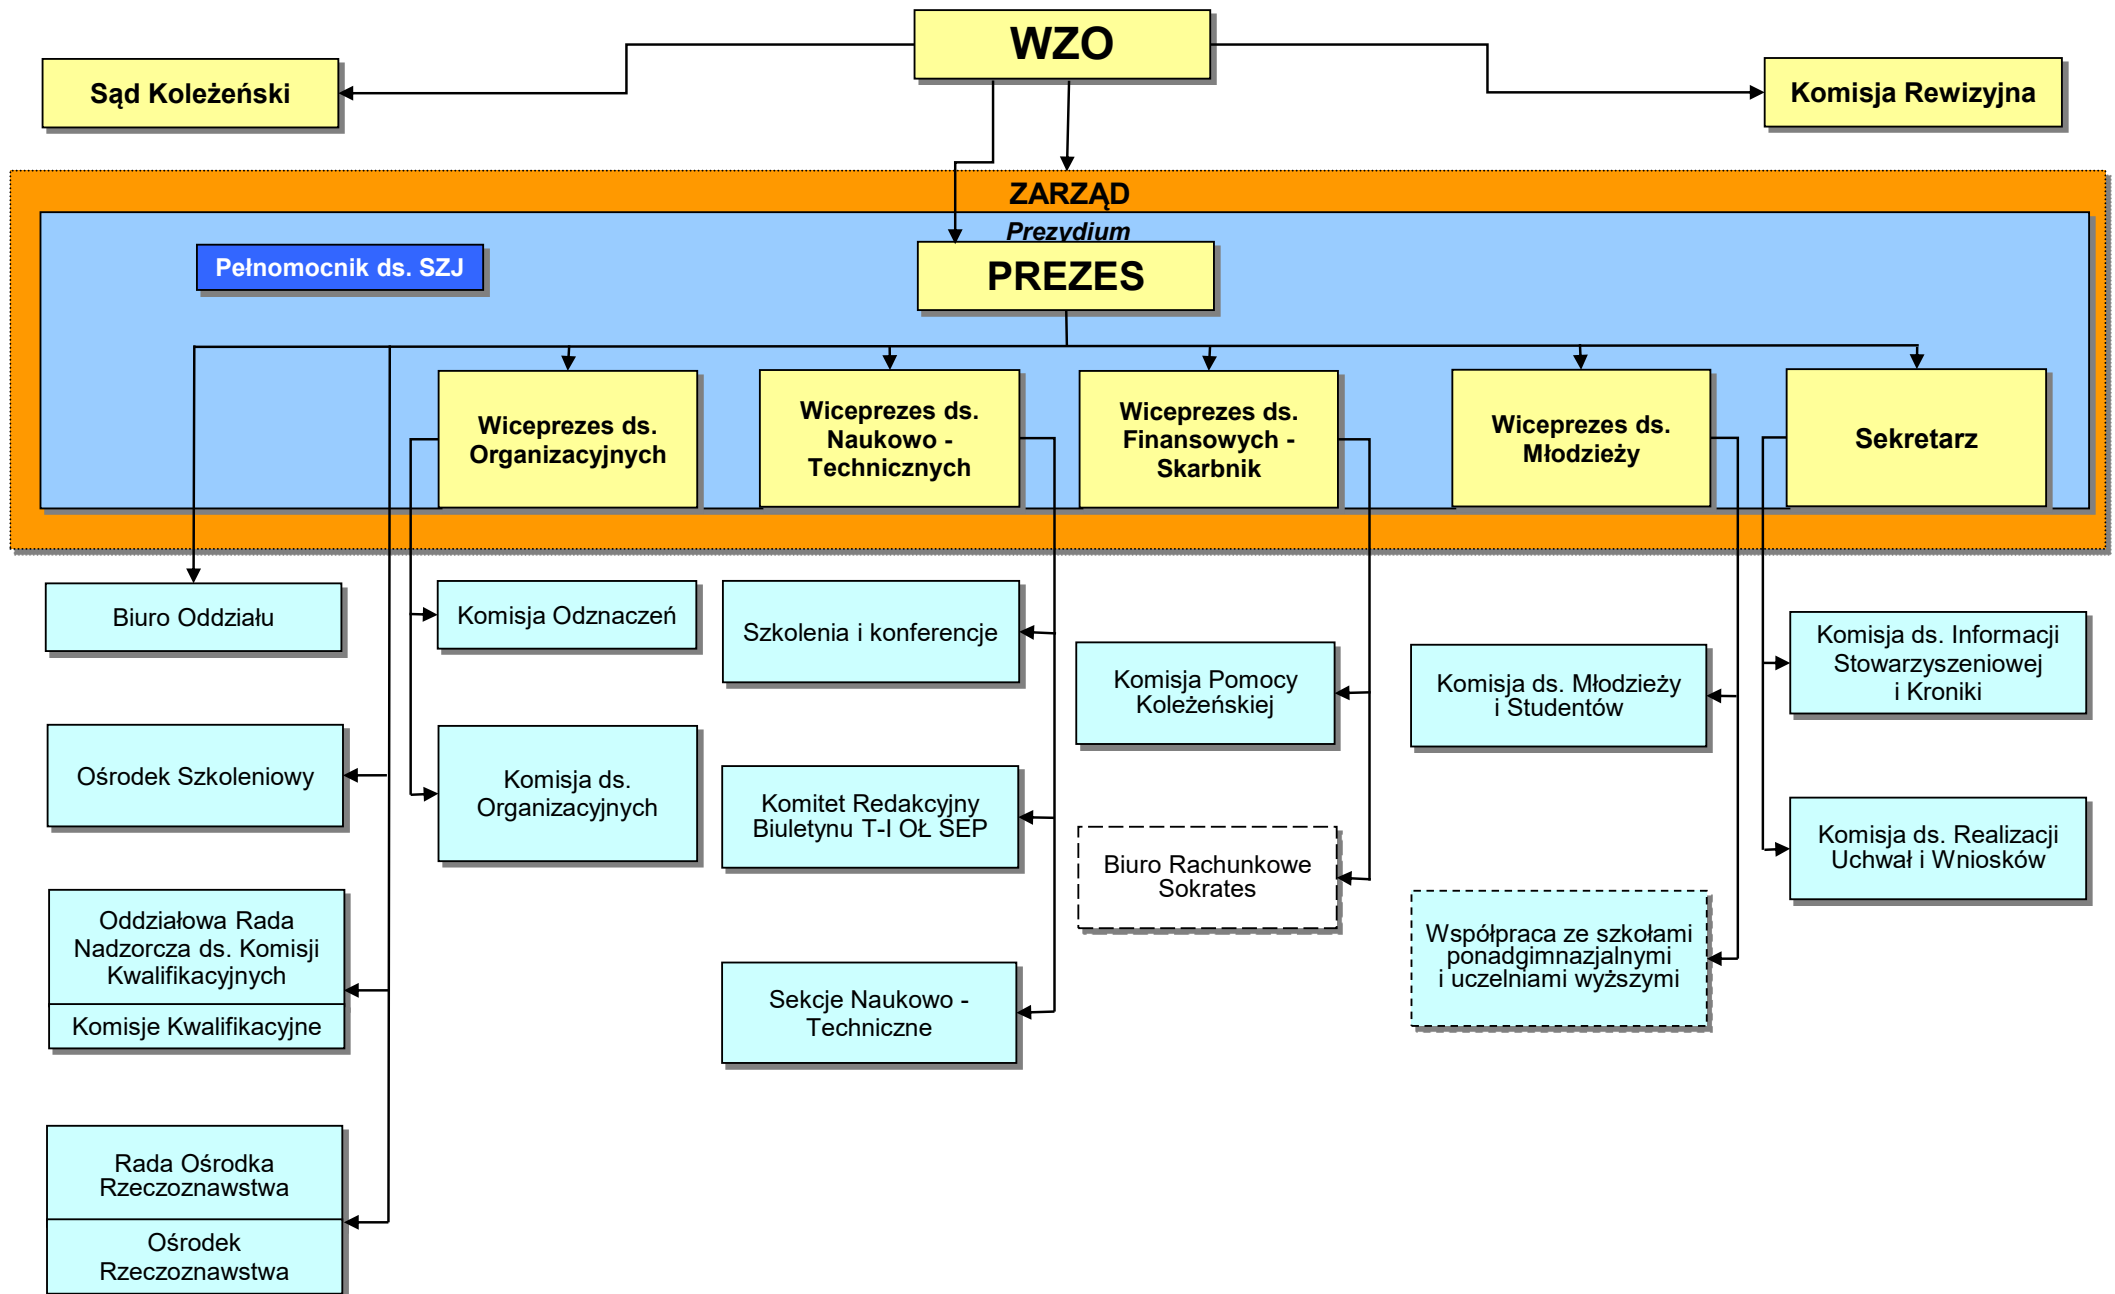 WZO
Sąd Koleżeński
Komisja Rewizyjna
ZARZĄD
Prezydium
Pełnomocnik ds. SZJ
PREZES
Wiceprezes ds.
Organizacyjnych
Wiceprezes ds.
Naukowo -
Technicznych
Wiceprezes ds.
Finansowych -
Skarbnik
Wiceprezes ds.
Młodzieży
Sekretarz
Biuro Oddziału
Ośrodek Szkoleniowy
Oddziałowa Rada
Nadzorcza ds. Komisji
Kwalifikacyjnych
Komisje Kwalifikacyjne
Rada Ośrodka
Rzeczoznawstwa
Ośrodek
Rzeczoznawstwa
Komisja Odznaczeń
Komisja ds.
Organizacyjnych
Szkolenia i konferencje
Komitet Redakcyjny
Biuletynu T-I OŁ SEP
Sekcje Naukowo -
Techniczne
Komisja Pomocy
Koleżeńskiej
Biuro Rachunkowe
Sokrates
Komisja ds. Młodzieży
i Studentów
Współpraca ze szkołami
ponadgimnazjalnymi
i uczelniami wyższymi
Komisja ds. Informacji
Stowarzyszeniowej
i Kroniki
Komisja ds. Realizacji
Uchwał i Wniosków